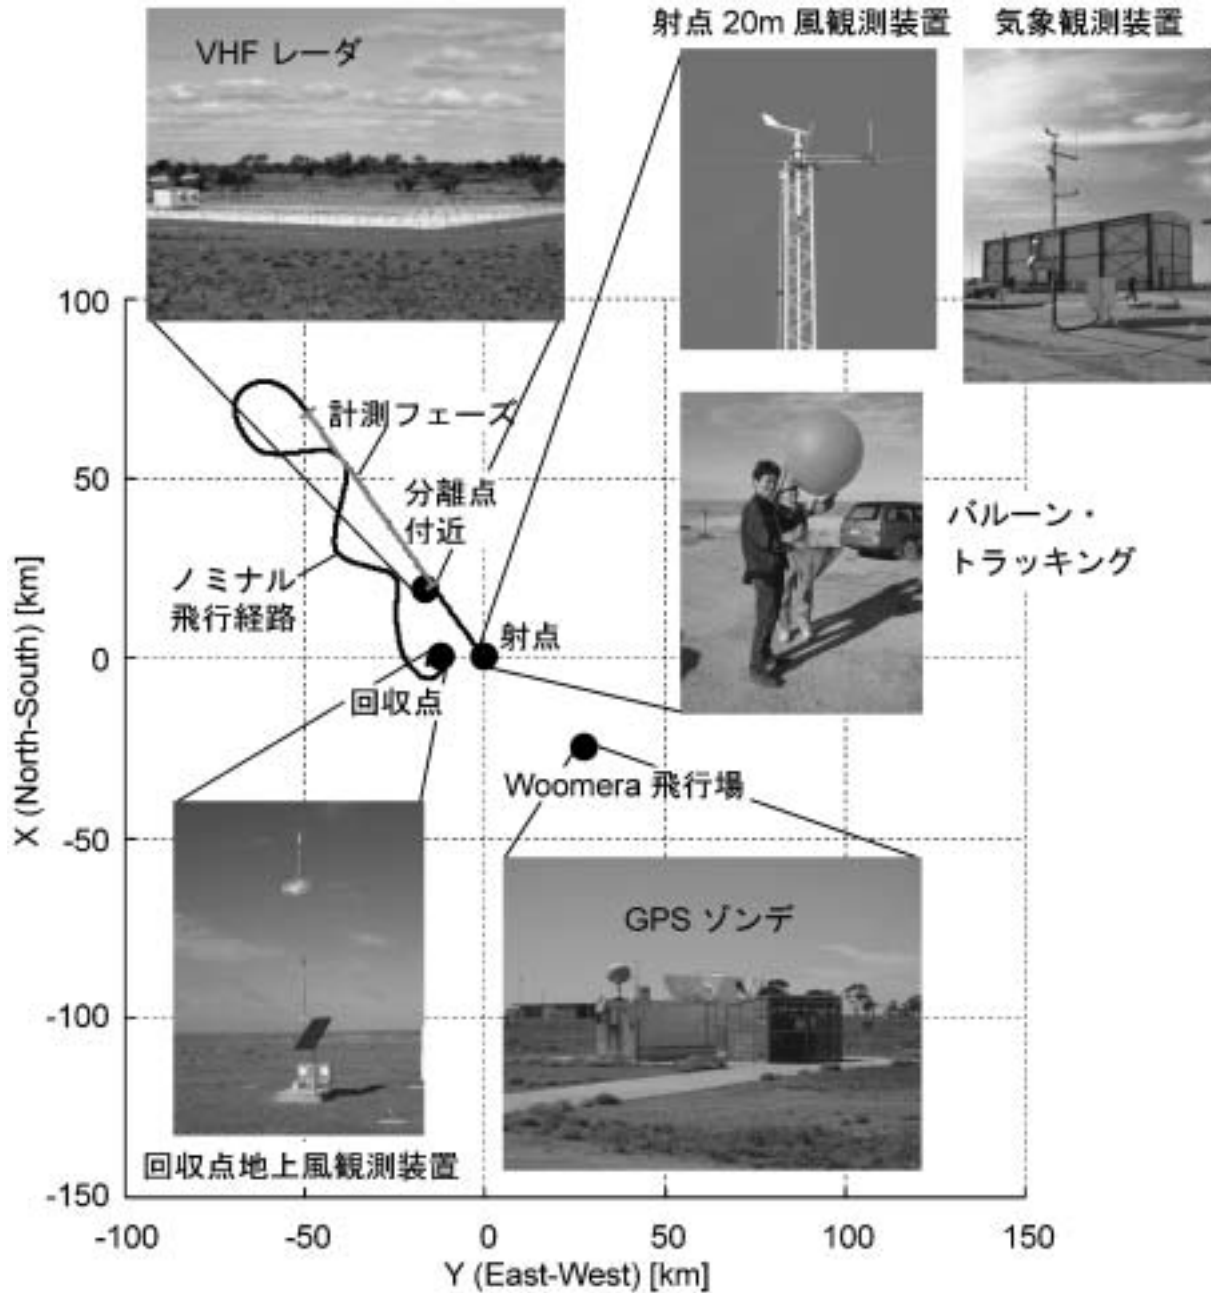 射点 20m 風観測装置
気象観測装置
VHF レーダ
100
計測フェーズ
50
分離点
付近
バルーン・
トラッキング
ノミナル
飛行経路
射点
0
回収点
Woomera 飛行場
-50
GPS ゾンデ
-100
回収点地上風観測装置
-150
-100
-50
0
50
100
150
X (North-South) [km]
Y (East-West) [km]